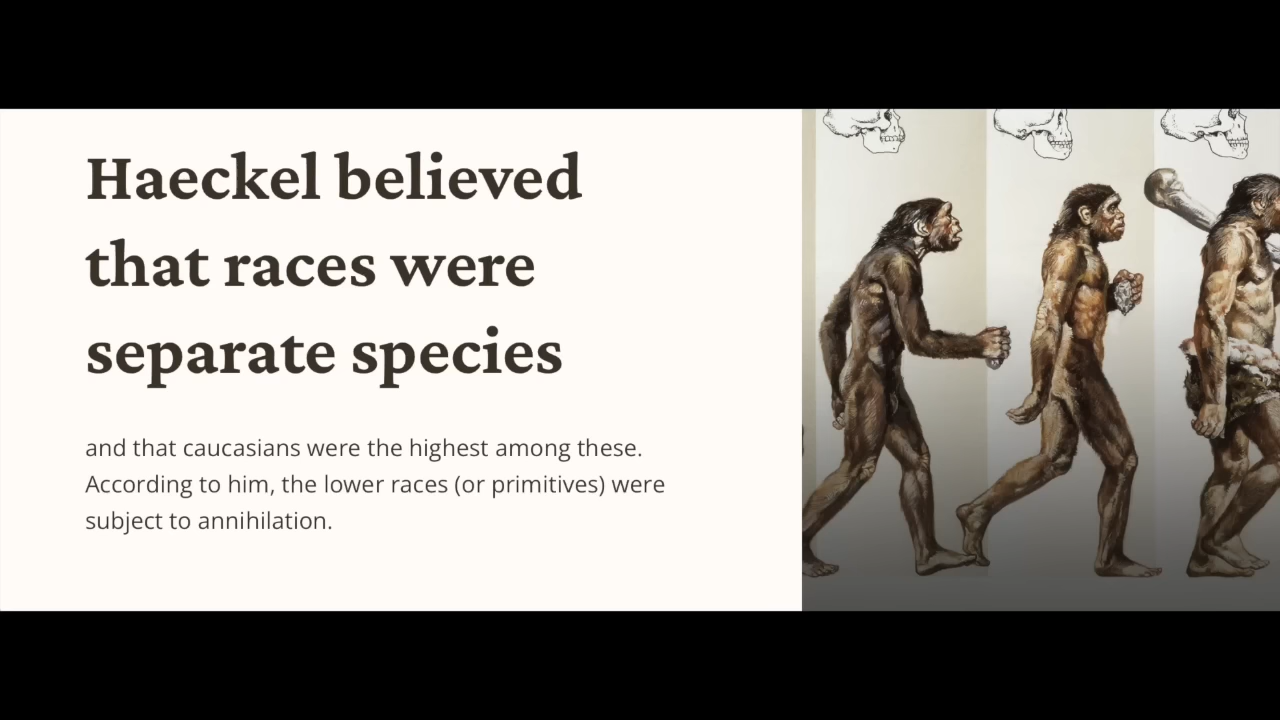 Haeckel believed
that races were
separate species
and that caucasians were the highest among these.
According to him, the lower races (or primitives) were
subject to annihilation.